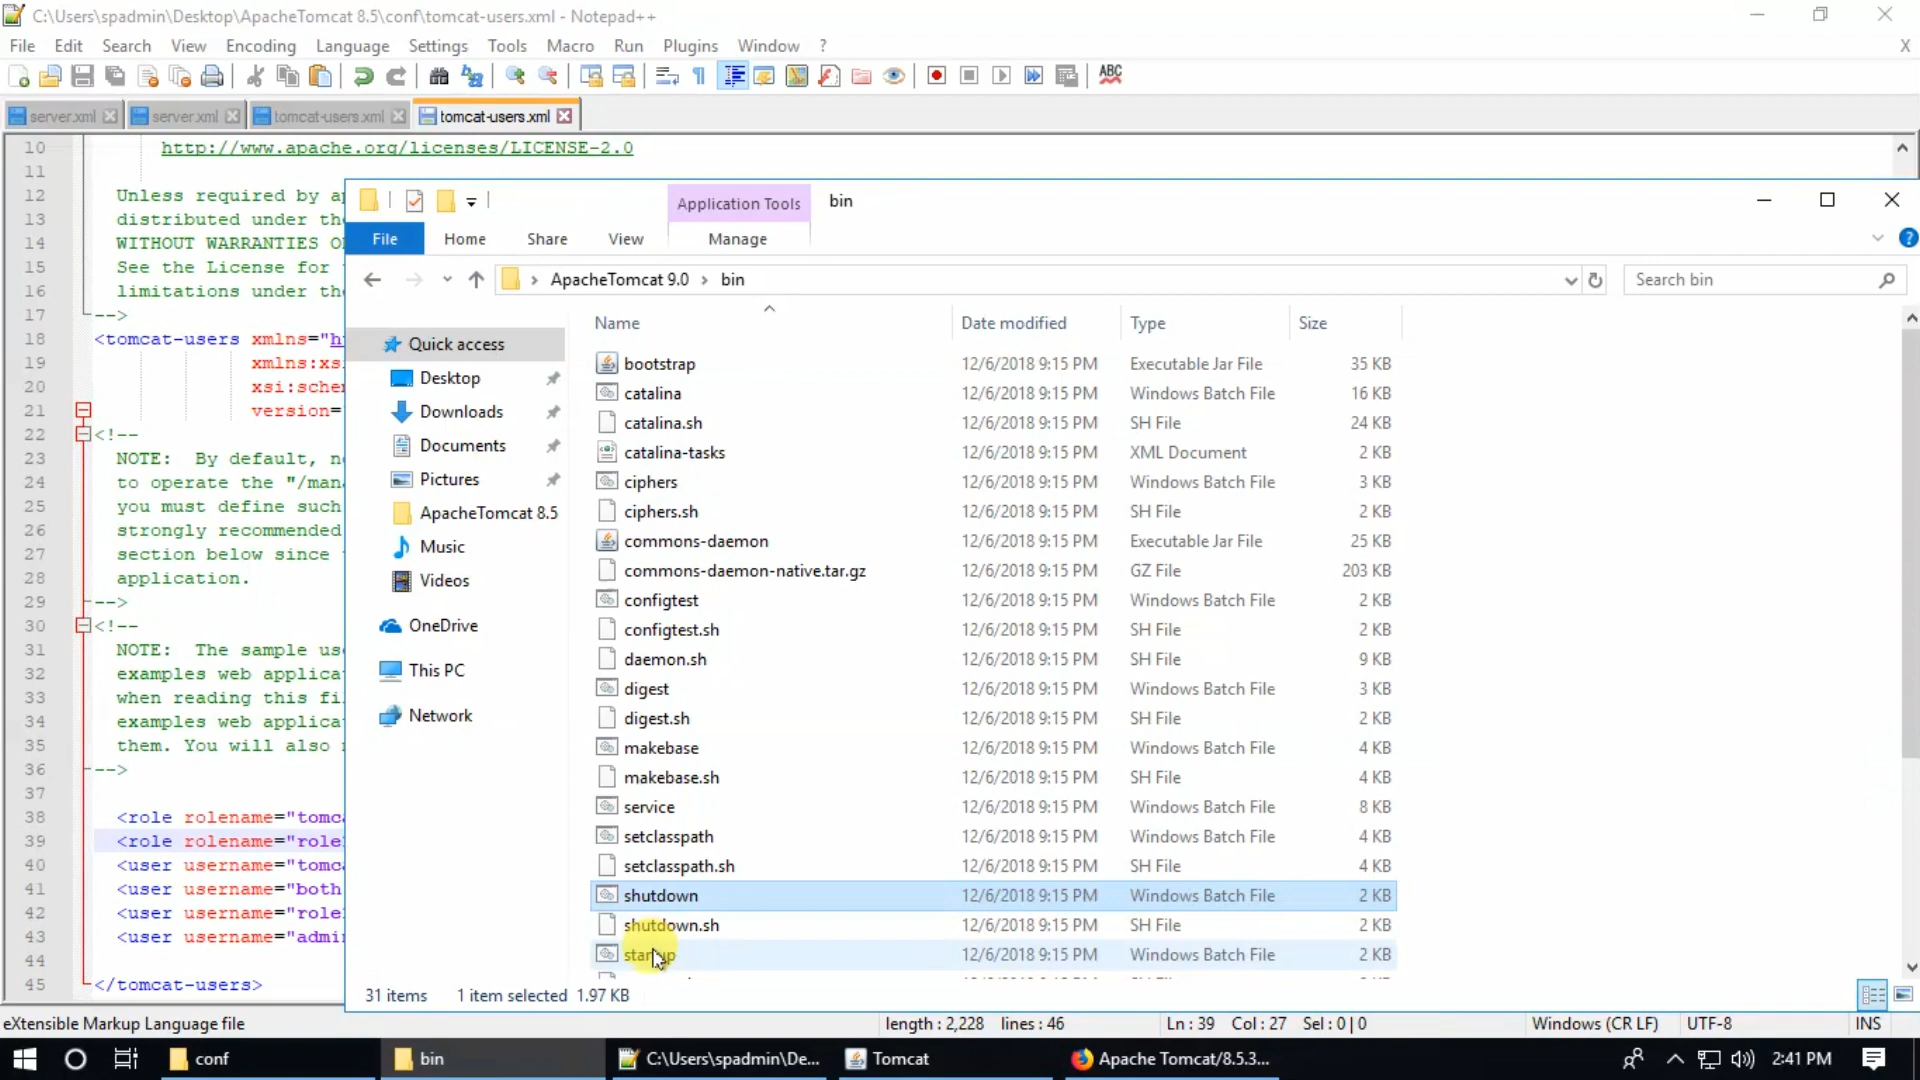 C:\Users\spadmin\Desktop\ApacheTomcat 8.5\conf\tomcat-users.xml - Notepad++
File Edit Search View Encoding Language Settings Tools Macro Run Plugins Window ? X
ABC
server.xml server.xml tomcat-users.xml tomcat-users.xml
10 http://www.apache.org/licenses/LICENSE-2.0
11
12 Unless required by
13 distributed under the
14 WITHOUT WARRANTIES
15 See the License for
16 limitations under the
17 -->
18 <tomcat-users xmlns="
19 xmlns:xs
20 xsi:sche
21 version=
22 <!--
23 NOTE: By default,
24 to operate the "/man
25 you must define such
26 strongly recommended
27 section below since
28 application.
29 -->
30 <!--
31 NOTE: The sample us
32 examples web applica
33 when reading this fi
34 examples web applica
35 them. You will also
36 -->
37
38 <role rolename="tomc
39 <role rolename="role
40 <user username="tomc
41 <user username="both
42 <user username="role
43 <user username="admi
44
45 </tomcat-users>
Application Tools bin
File Home Share View Manage
ApacheTomcat 9.0 > bin Search bin
Quick access
Desktop
Downloads
Documents
Pictures
ApacheTomcat 8.5
Music
Videos
OneDrive
This PC
Network
Name Date modified Type Size
bootstrap 12/6/2018 9:15 PM Executable Jar File 35 KB
catalina 12/6/2018 9:15 PM Windows Batch File 16 KB
catalina.sh 12/6/2018 9:15 PM SH File 24 KB
catalina-tasks 12/6/2018 9:15 PM XML Document 2 KB
ciphers 12/6/2018 9:15 PM Windows Batch File 3 KB
ciphers.sh 12/6/2018 9:15 PM SH File 2 KB
commons-daemon 12/6/2018 9:15 PM Executable Jar File 25 KB
commons-daemon-native.tar.gz 12/6/2018 9:15 PM GZ File 203 KB
configtest 12/6/2018 9:15 PM Windows Batch File 2 KB
configtest.sh 12/6/2018 9:15 PM SH File 2 KB
daemon.sh 12/6/2018 9:15 PM SH File 9 KB
digest 12/6/2018 9:15 PM Windows Batch File 3 KB
digest.sh 12/6/2018 9:15 PM SH File 2 KB
makebase 12/6/2018 9:15 PM Windows Batch File 4 KB
makebase.sh 12/6/2018 9:15 PM SH File 4 KB
service 12/6/2018 9:15 PM Windows Batch File 8 KB
setclasspath 12/6/2018 9:15 PM Windows Batch File 4 KB
setclasspath.sh 12/6/2018 9:15 PM SH File 4 KB
shutdown 12/6/2018 9:15 PM Windows Batch File 2 KB
shutdown.sh 12/6/2018 9:15 PM SH File 2 KB
startup 12/6/2018 9:15 PM Windows Batch File 2 KB
31 items 1 item selected 1.97 KB
eXtensible Markup Language file length : 2,228 lines : 46 Ln : 39 Col : 27 Sel : 0 | 0 Windows (CR LF) UTF-8 INS
conf bin C:\Users\spadmin\De... Tomcat Apache Tomcat/8.5.3... 2:41 PM